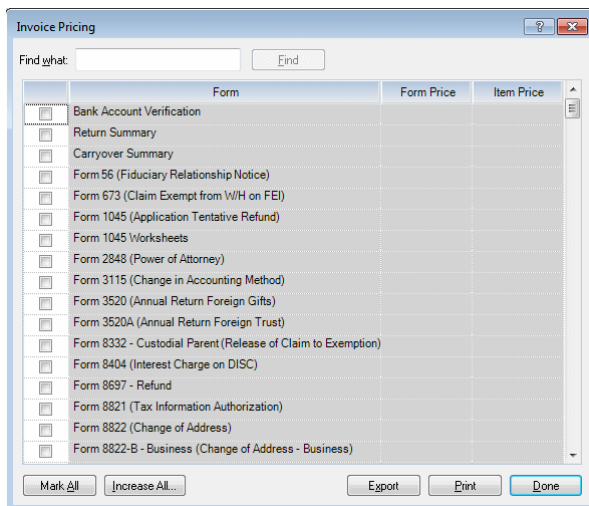 Invoice Pricing
Find what: Find
Form Form Price Item Price
Bank Account Verification
Return Summary
Carryover Summary
Form 56 (Fiduciary Relationship Notice)
Form 673 (Claim Exempt from W/H on FEI)
Form 1045 (Application Tentative Refund)
Form 1045 Worksheets
Form 2848 (Power of Attorney)
Form 3115 (Change in Accounting Method)
Form 3520 (Annual Return Foreign Gifts)
Form 3520A (Annual Return Foreign Trust)
Form 8332 - Custodial Parent (Release of Claim to Exemption)
Form 8404 (Interest Charge on DISC)
Form 8697 - Refund
Form 8821 (Tax Information Authorization)
Form 8822 (Change of Address)
Form 8822-B - Business (Change of Address - Business)
Mark All Increase All... Export Print Done